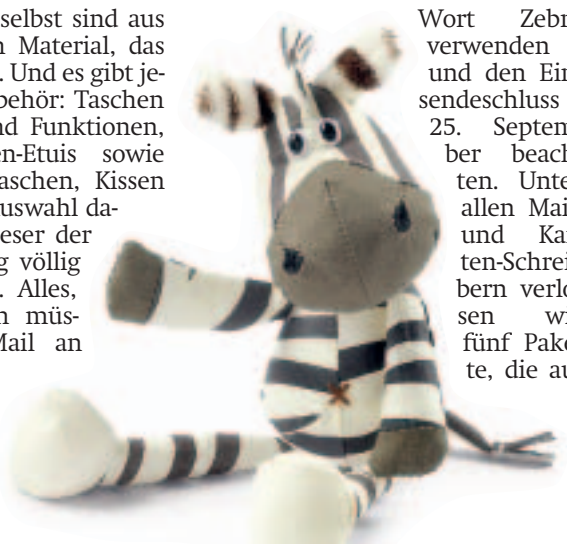 selbst sind aus
n Material, das
. Und es gibt je-
behör: Taschen
nd Funktionen,
en-Etuis sowie
aschen, Kissen
uswahl da-
eser der
g völlig
. Alles,
n müs-
Mail an
Wort Zebr
verwenden
und den Ein
sendeschluss
25. Septem
ber beach
ten. Unte
allen Mai
und Kar
ten-Schrei
bern verlo
sen wi
fünf Pake
te, die au